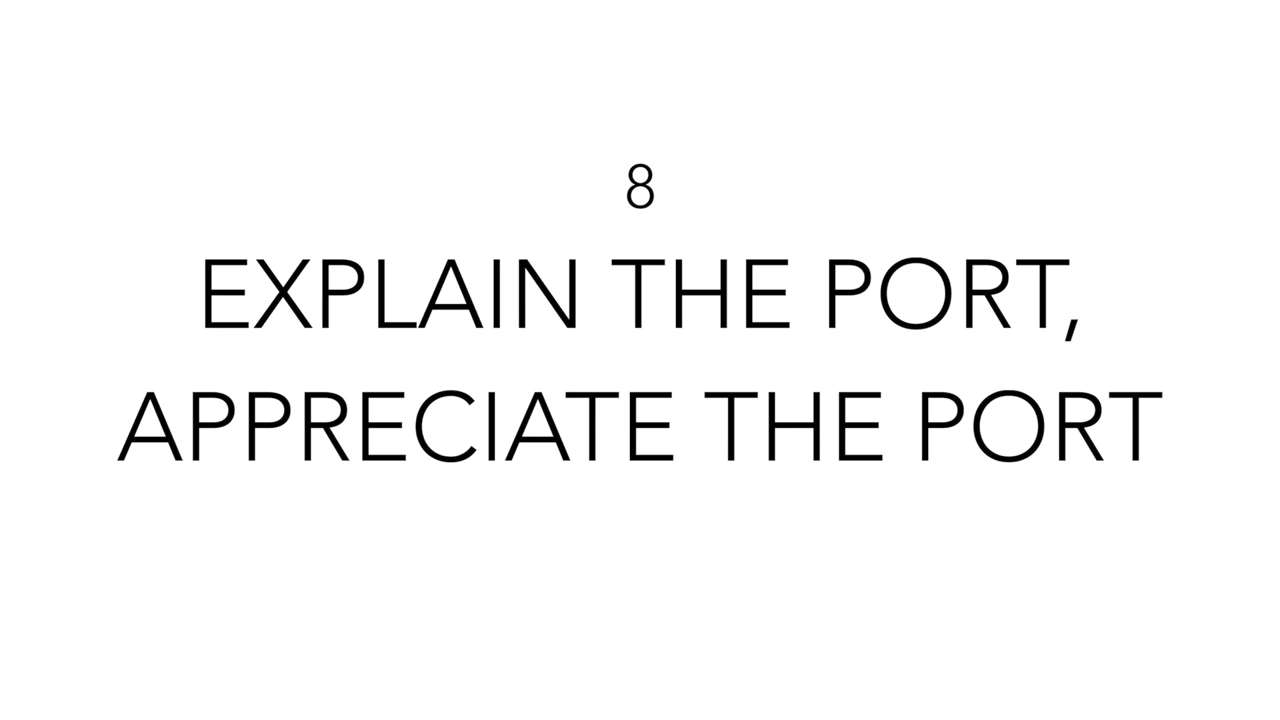 8
EXPLAIN THE PORT,
APPRECIATE THE PORT